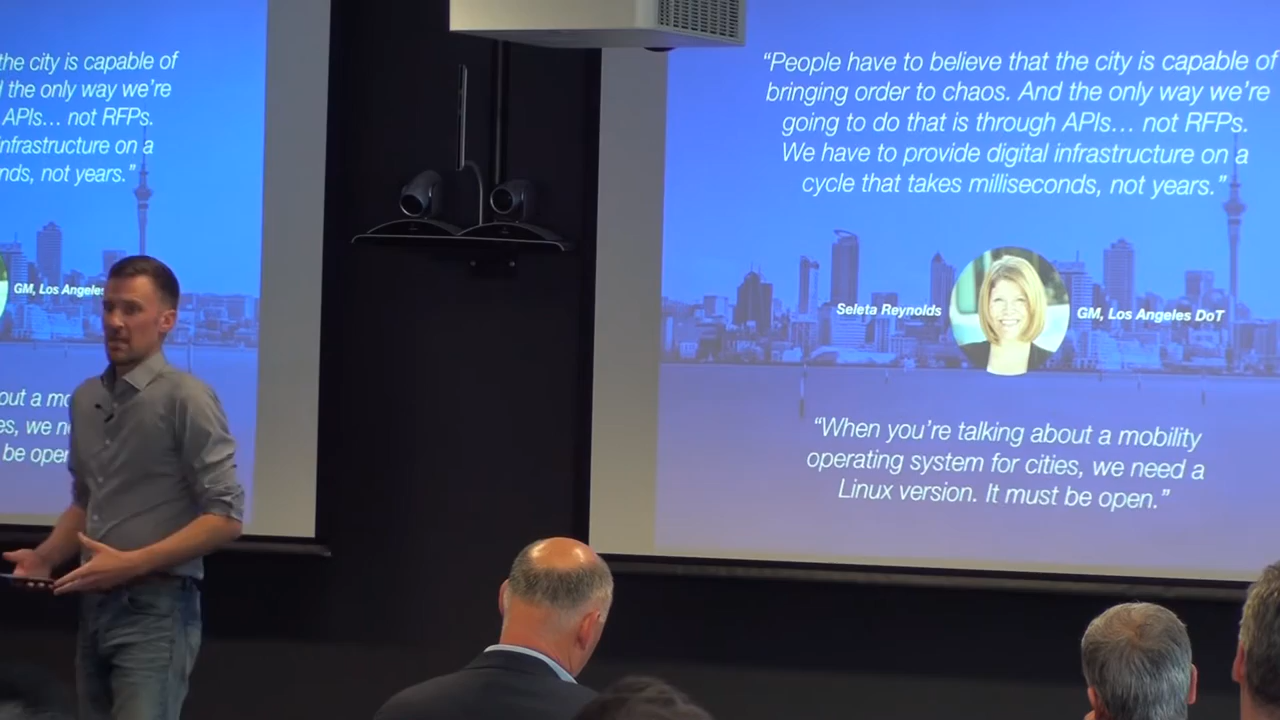 the city is capable of
the only way we're
APIs... not RFPs.
infrastructure on a
nds, not years.”
GM, Los Angeles
out a mo
es, we n
be open
“People have to believe that the city is capable of
bringing order to chaos. And the only way we're
going to do that is through APIs... not RFPs.
We have to provide digital infrastructure on a
cycle that takes milliseconds, not years.”
Seleta Reynolds
GM, Los Angeles DoT
“When you're talking about a mobility
operating system for cities, we need a
Linux version. It must be open.”